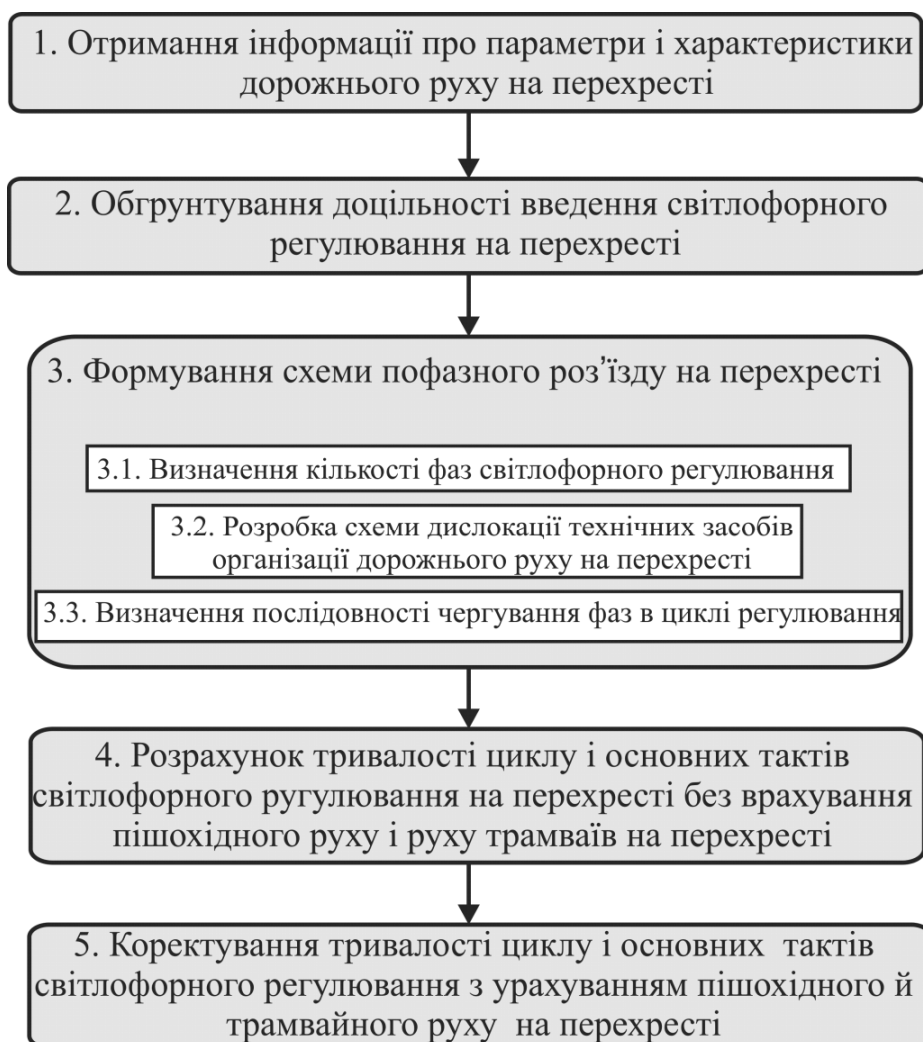 1. Отримання інформації про параметри і характеристики
дорожнього руху на перехресті
2. Обгрунтування доцільності введення світлофорного
регулювання на перехресті
3. Формування схеми пофазного роз’їзду на перехресті
3.1. Визначення кількості фаз світлофорного регулювання
3.2. Розробка схеми дислокації технічних засобів
організації дорожнього руху на перехресті
3.3. Визначення послідовності чергування фаз в циклі регулювання
4. Розрахунок тривалості циклу і основних тактів
світлофорного ругулювання на перехресті без врахування
пішохідного руху і руху трамваїв на перехресті
5. Коректування тривалості циклу і основних тактів
світлофорного регулювання з урахуванням пішохідного й
трамвайного руху на перехресті